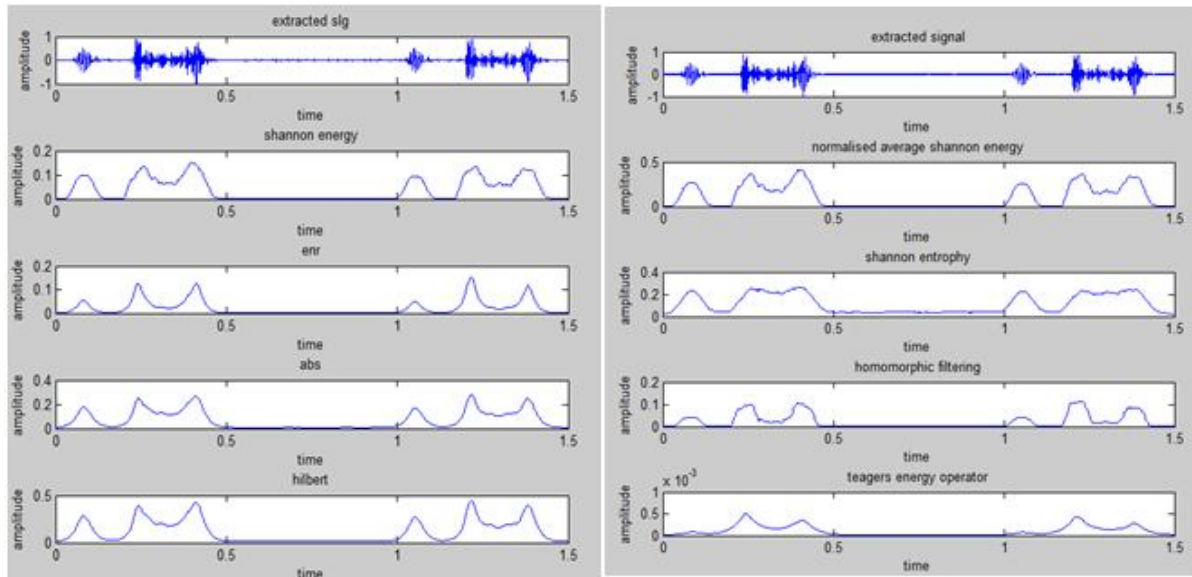 extracted sig
amplitude
1
0
-1
0 0.5 1 1.5
time
shannon energy
amplitude
0.2
0.1
0
0 0.5 1 1.5
time
enr
amplitude
0.2
0.1
0
0 0.5 1 1.5
time
abs
amplitude
0.4
0.2
0
0 0.5 1 1.5
time
hilbert
amplitude
0.5
0
0 0.5 1 1.5
time
extracted signal
amplitude
1
0
-1
0 0.5 1 1.5
time
normalised average shannon energy
amplitude
0.5
0
0 0.5 1 1.5
time
shannon entrophy
amplitude
0.4
0.2
0
0 0.5 1 1.5
time
homomorphic filtering
amplitude
0.2
0.1
0
0 0.5 1 1.5
time
x 10⁻³
teagers energy operator
amplitude
1
0.5
0
0 0.5 1 1.5
time